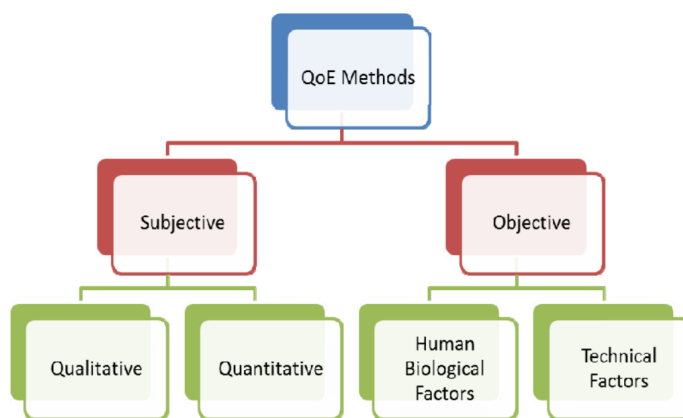 QoE Methods
Subjective
Objective
Qualitative
Quantitative
Human
Biological
Factors
Technical
Factors